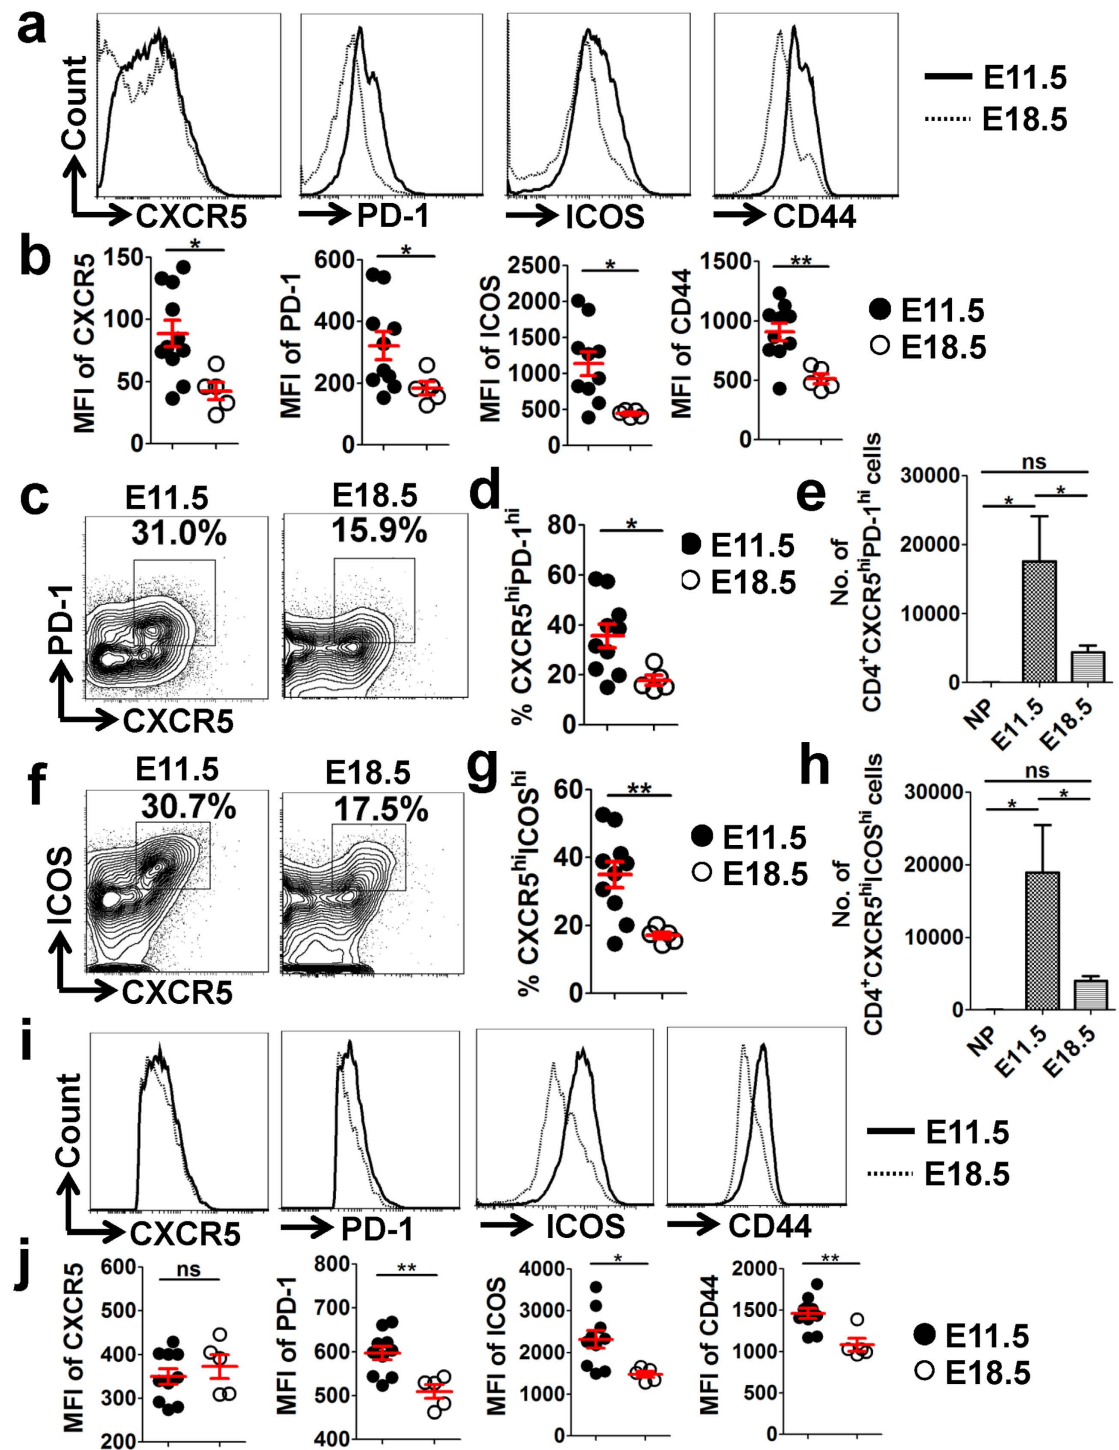 a
Count
CXCR5
PD-1
ICOS
CD44
E11.5
E18.5
b
MFI of CXCR5
150
100
50
0
*
MFI of PD-1
600
400
200
0
*
MFI of ICOS
2500
2000
1500
1000
500
0
*
MFI of CD44
1500
1000
500
0
**
E11.5
E18.5
c
E11.5
31.0%
E18.5
15.9%
PD-1
CXCR5
d
% CXCR5hiPD-1hi
80
60
40
20
0
*
E11.5
E18.5
e
No. of
CD4+CXCR5hiPD-1hi cells
30000
20000
10000
0
ns
*
*
NP
E11.5
E18.5
f
E11.5
30.7%
E18.5
17.5%
ICOS
CXCR5
g
% CXCR5hiICOShi
60
40
20
0
**
E11.5
E18.5
h
No. of
CD4+CXCR5hiICOShi cells
30000
20000
10000
0
ns
*
*
NP
E11.5
E18.5
i
Count
CXCR5
PD-1
ICOS
CD44
E11.5
E18.5
j
MFI of CXCR5
600
500
400
300
200
ns
MFI of PD-1
800
700
600
500
400
**
MFI of ICOS
4000
3000
2000
1000
0
*
MFI of CD44
2000
1500
1000
500
0
**
E11.5
E18.5